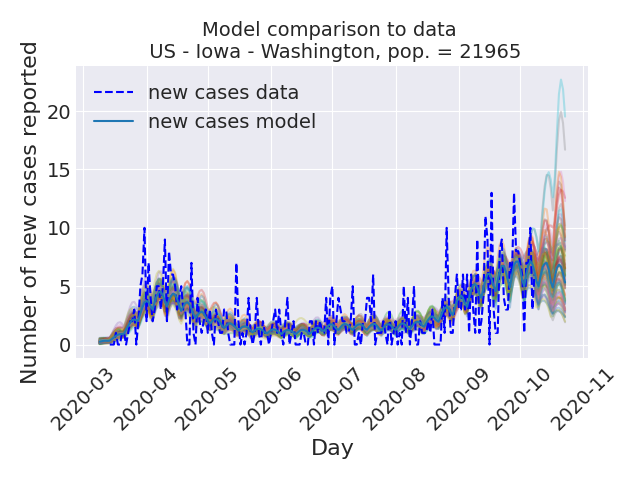 Model comparison to data
US - Iowa - Washington, pop. = 21965
Number of new cases reported
new cases data
new cases model
20
15
10
5
0
2020-03
2020-04
2020-05
2020-06
2020-07
2020-08
2020-09
2020-10
2020-11
Day